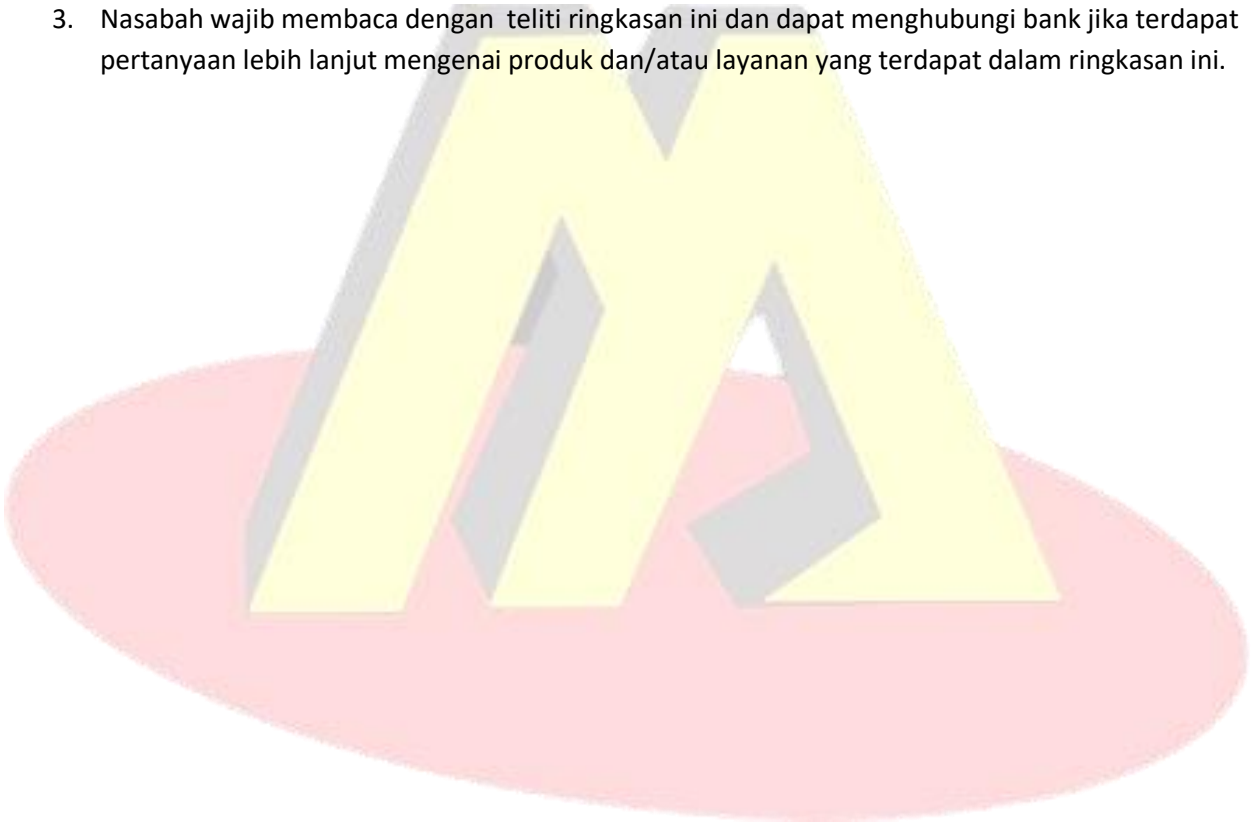 3. Nasabah wajib membaca dengan teliti ringkasan ini dan dapat menghubungi bank jika terdapat
pertanyaan lebih lanjut mengenai produk dan/atau layanan yang terdapat dalam ringkasan ini.